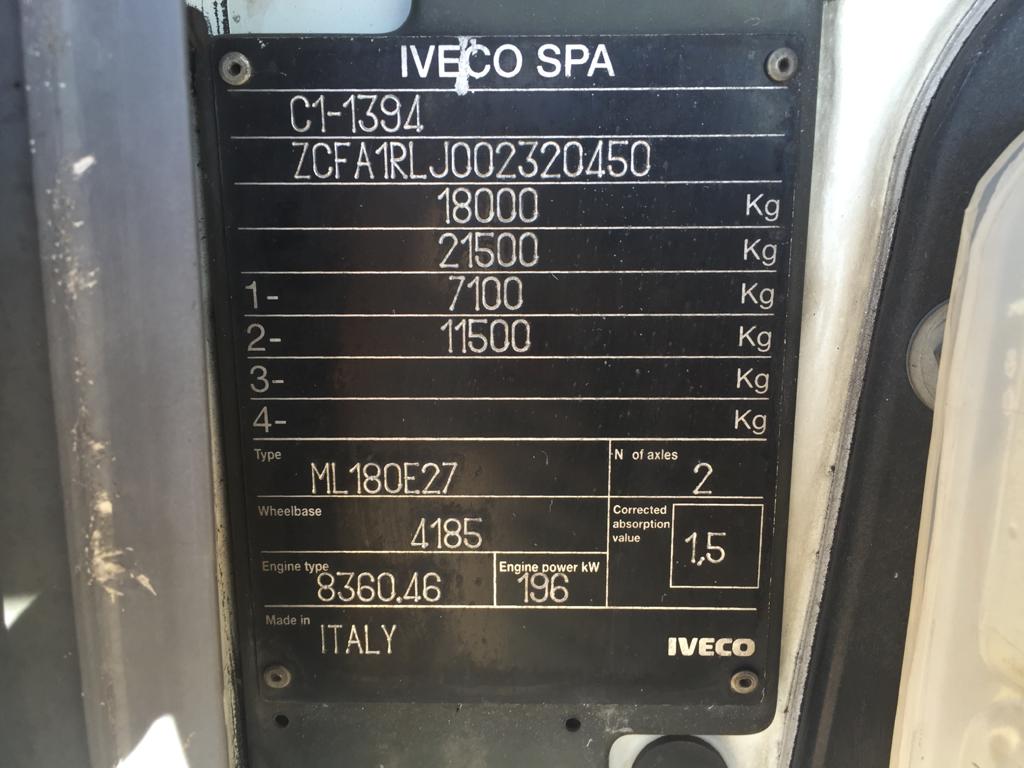 IVECO SPA
C1-1394
ZCFA1RLJ002320450
18000 Kg
21500 Kg
1- 7100 Kg
2- 11500 Kg
3- Kg
4- Kg
Type ML180E27 N of axles 2
Wheelbase 4185 Corrected absorption value 1,5
Engine type 8360.46 Engine power kW 196
Made in ITALY IVECO